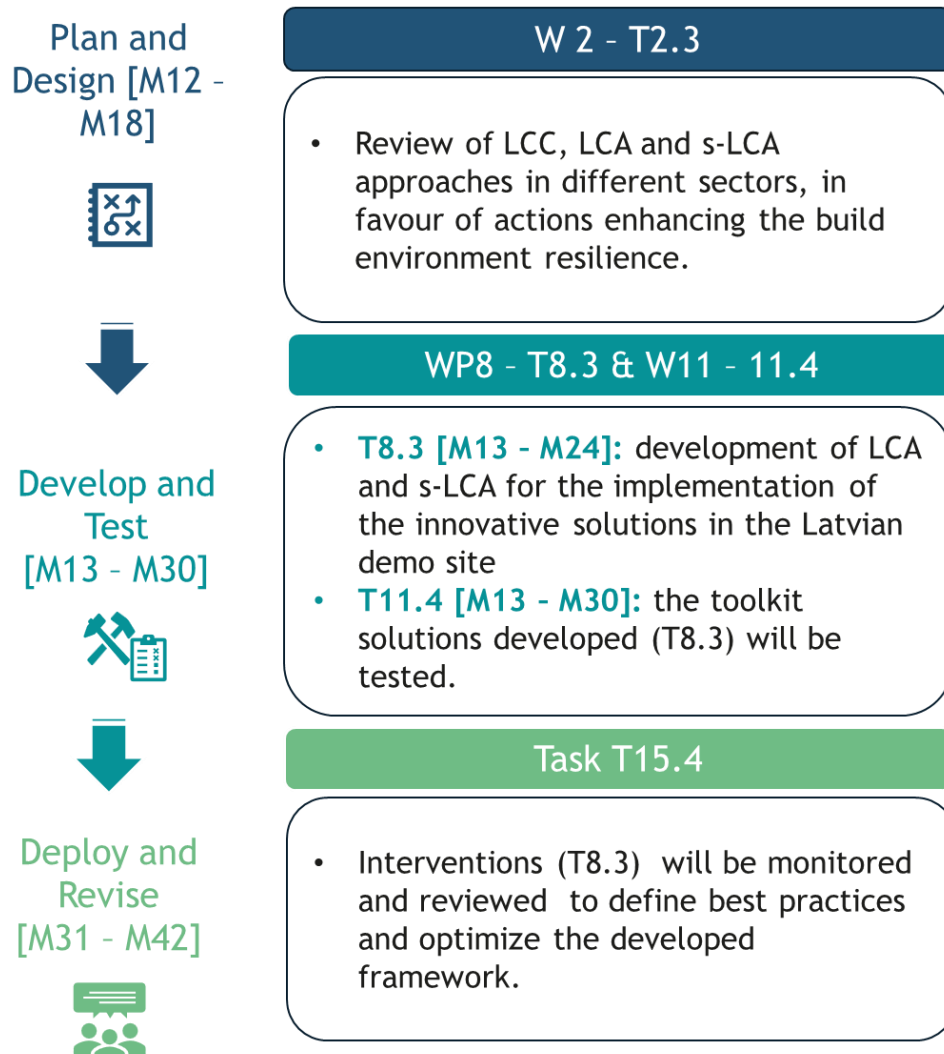 Plan and
Design [M12 –
M18]
W 2 – T2.3
• Review of LCC, LCA and s-LCA
approaches in different sectors, in
favour of actions enhancing the build
environment resilience.
WP8 – T8.3 & W11 – 11.4
Develop and
Test
[M13 – M30]
• T8.3 [M13 – M24]: development of LCA
and s-LCA for the implementation of
the innovative solutions in the Latvian
demo site
• T11.4 [M13 – M30]: the toolkit
solutions developed (T8.3) will be
tested.
Task T15.4
Deploy and
Revise
[M31 – M42]
• Interventions (T8.3) will be monitored
and reviewed to define best practices
and optimize the developed
framework.